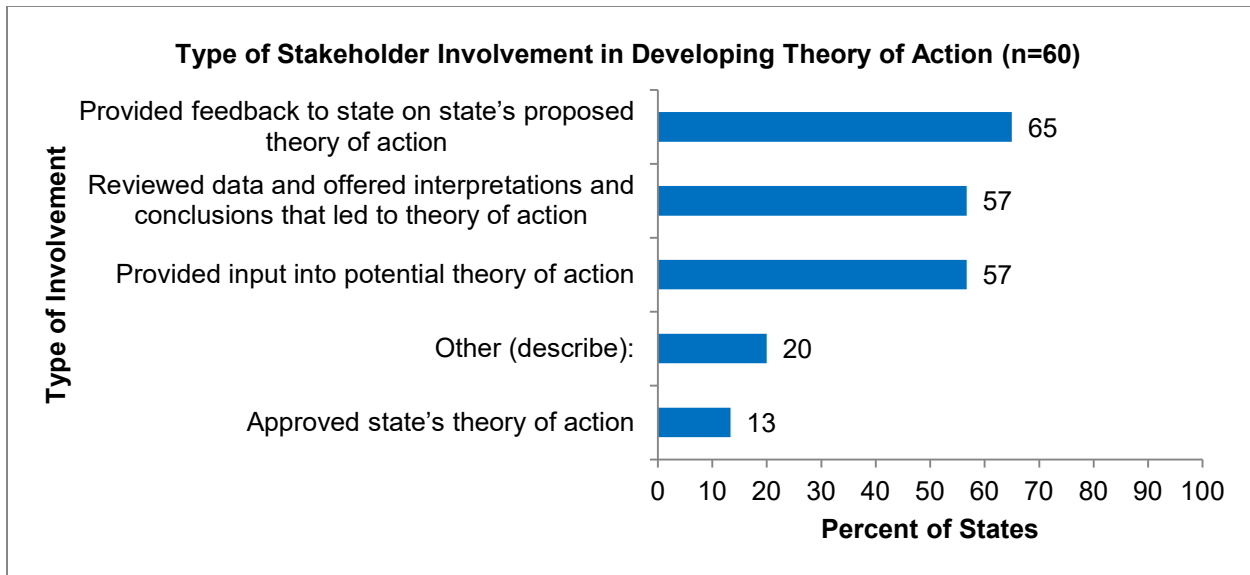 Type of Stakeholder Involvement in Developing Theory of Action (n=60)
Type of Involvement
Provided feedback to state on state’s proposed
theory of action
65
Reviewed data and offered interpretations and
conclusions that led to theory of action
57
Provided input into potential theory of action
57
Other (describe):
20
Approved state’s theory of action
13
0 10 20 30 40 50 60 70 80 90 100
Percent of States